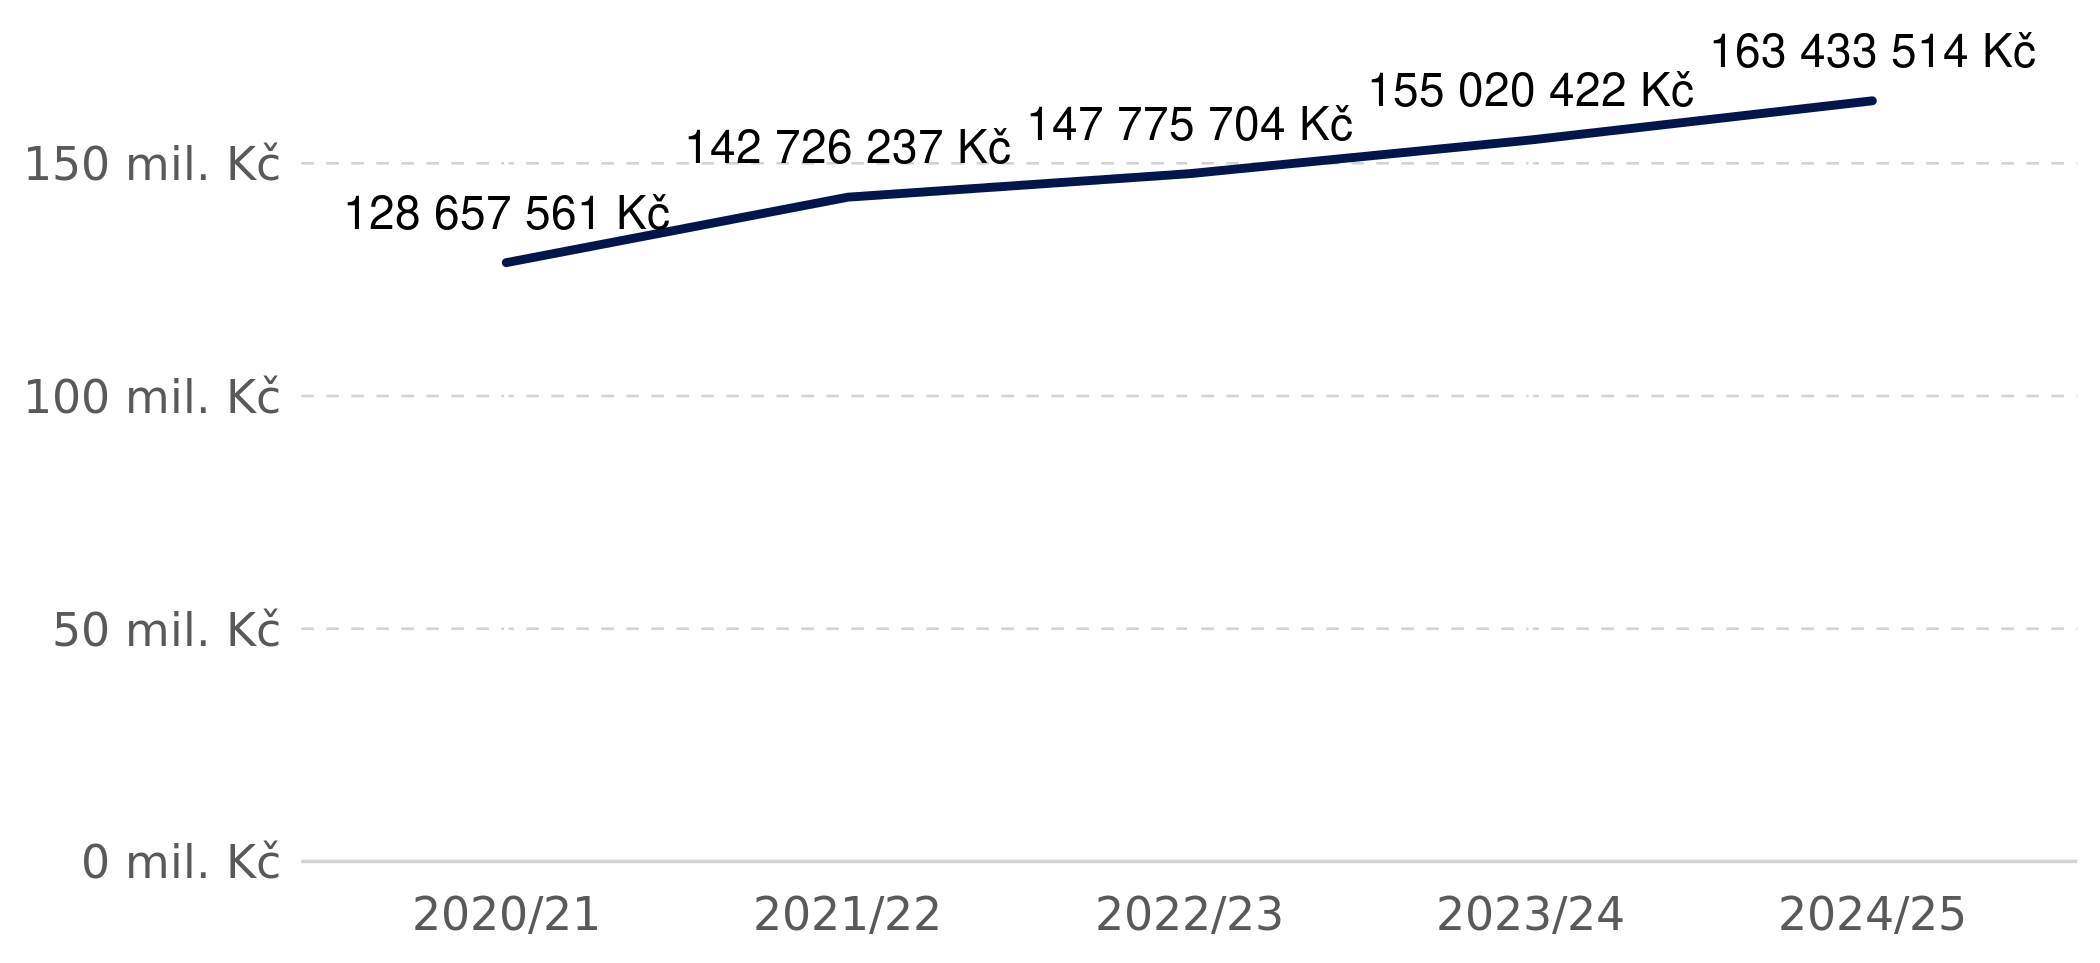 163 433 514 Kč
155 020 422 Kč
147 775 704 Kč
142 726 237 Kč
150 mil. Kč
128 657 561 Kč
100 mil. Kč
50 mil. Kč
0 mil. Kč
2020/21 2021/22 2022/23 2023/24 2024/25